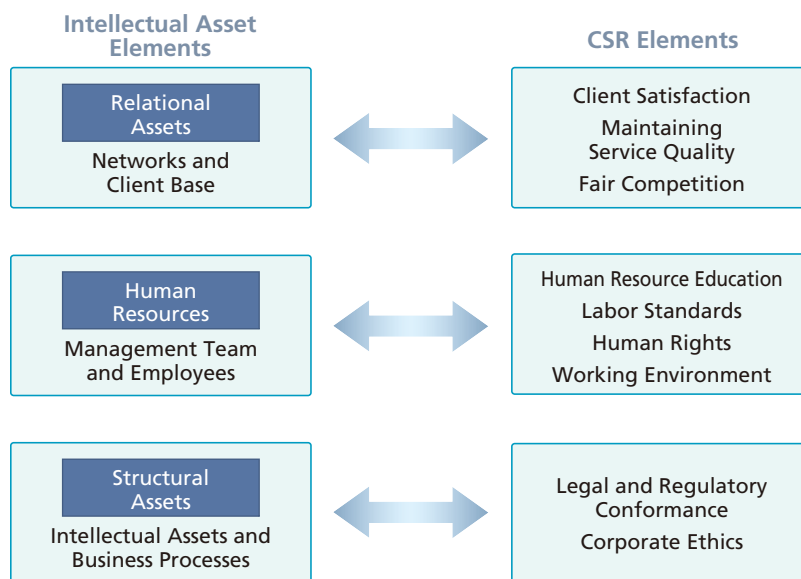 Intellectual Asset
Elements
CSR Elements
Relational
Assets
Networks and
Client Base
Client Satisfaction
Maintaining
Service Quality
Fair Competition
Human
Resources
Management Team
and Employees
Human Resource Education
Labor Standards
Human Rights
Working Environment
Structural
Assets
Intellectual Assets and
Business Processes
Legal and Regulatory
Conformance
Corporate Ethics